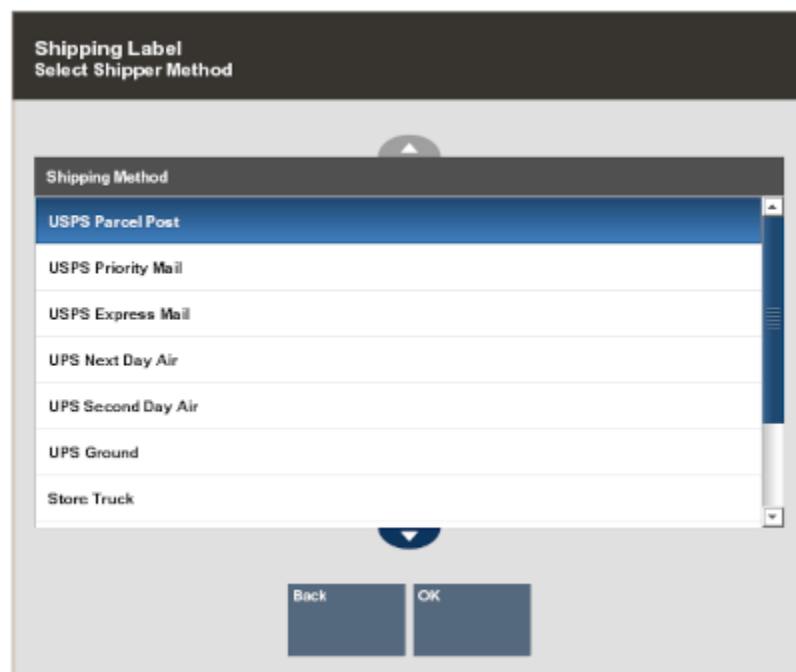 Shipping Label
Select Shipper Method
Shipping Method
USPS Parcel Post
USPS Priority Mail
USPS Express Mail
UPS Next Day Air
UPS Second Day Air
UPS Ground
Store Truck
Back OK